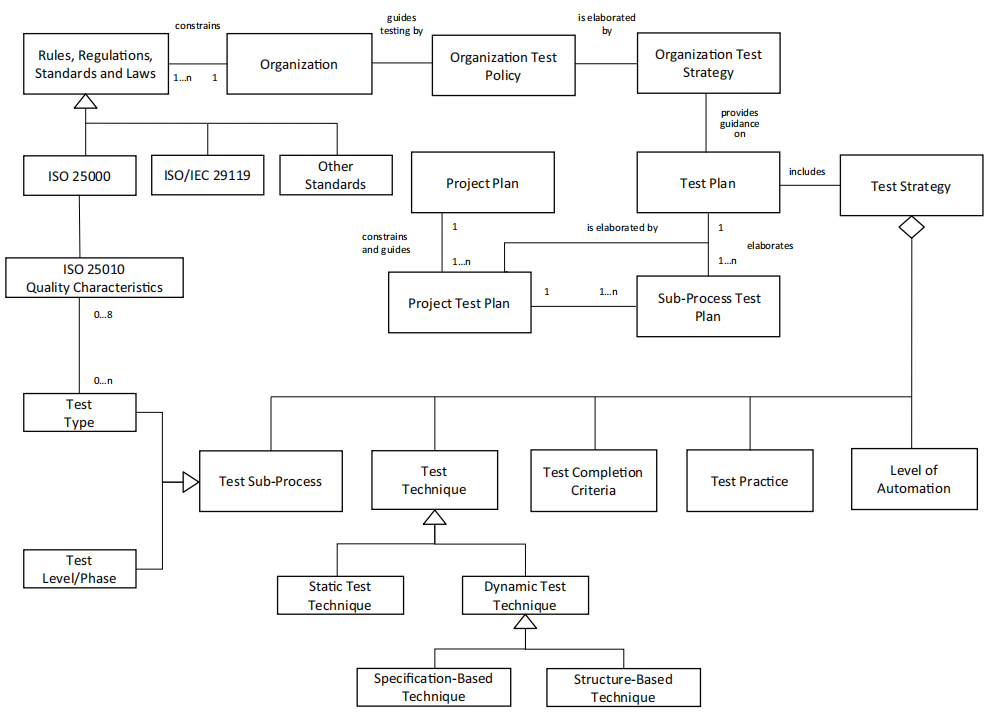 constrains
guides
testing by
is elaborated
by
Rules, Regulations,
Standards and Laws
1...n
1
Organization
Organization Test
Policy
Organization Test
Strategy
provides
guidance
on
ISO 25000
ISO/IEC 29119
Other
Standards
Project Plan
Test Plan
includes
Test Strategy
1
constrains
and guides
1...n
is elaborated by
1
elaborates
1...n
ISO 25010
Quality Characteristics
Project Test Plan
1
1...n
Sub-Process Test
Plan
0...8
0...n
Test
Type
Test Sub-Process
Test
Technique
Test Completion
Criteria
Test Practice
Level of
Automation
Test
Level/Phase
Static Test
Technique
Dynamic Test
Technique
Specification-Based
Technique
Structure-Based
Technique